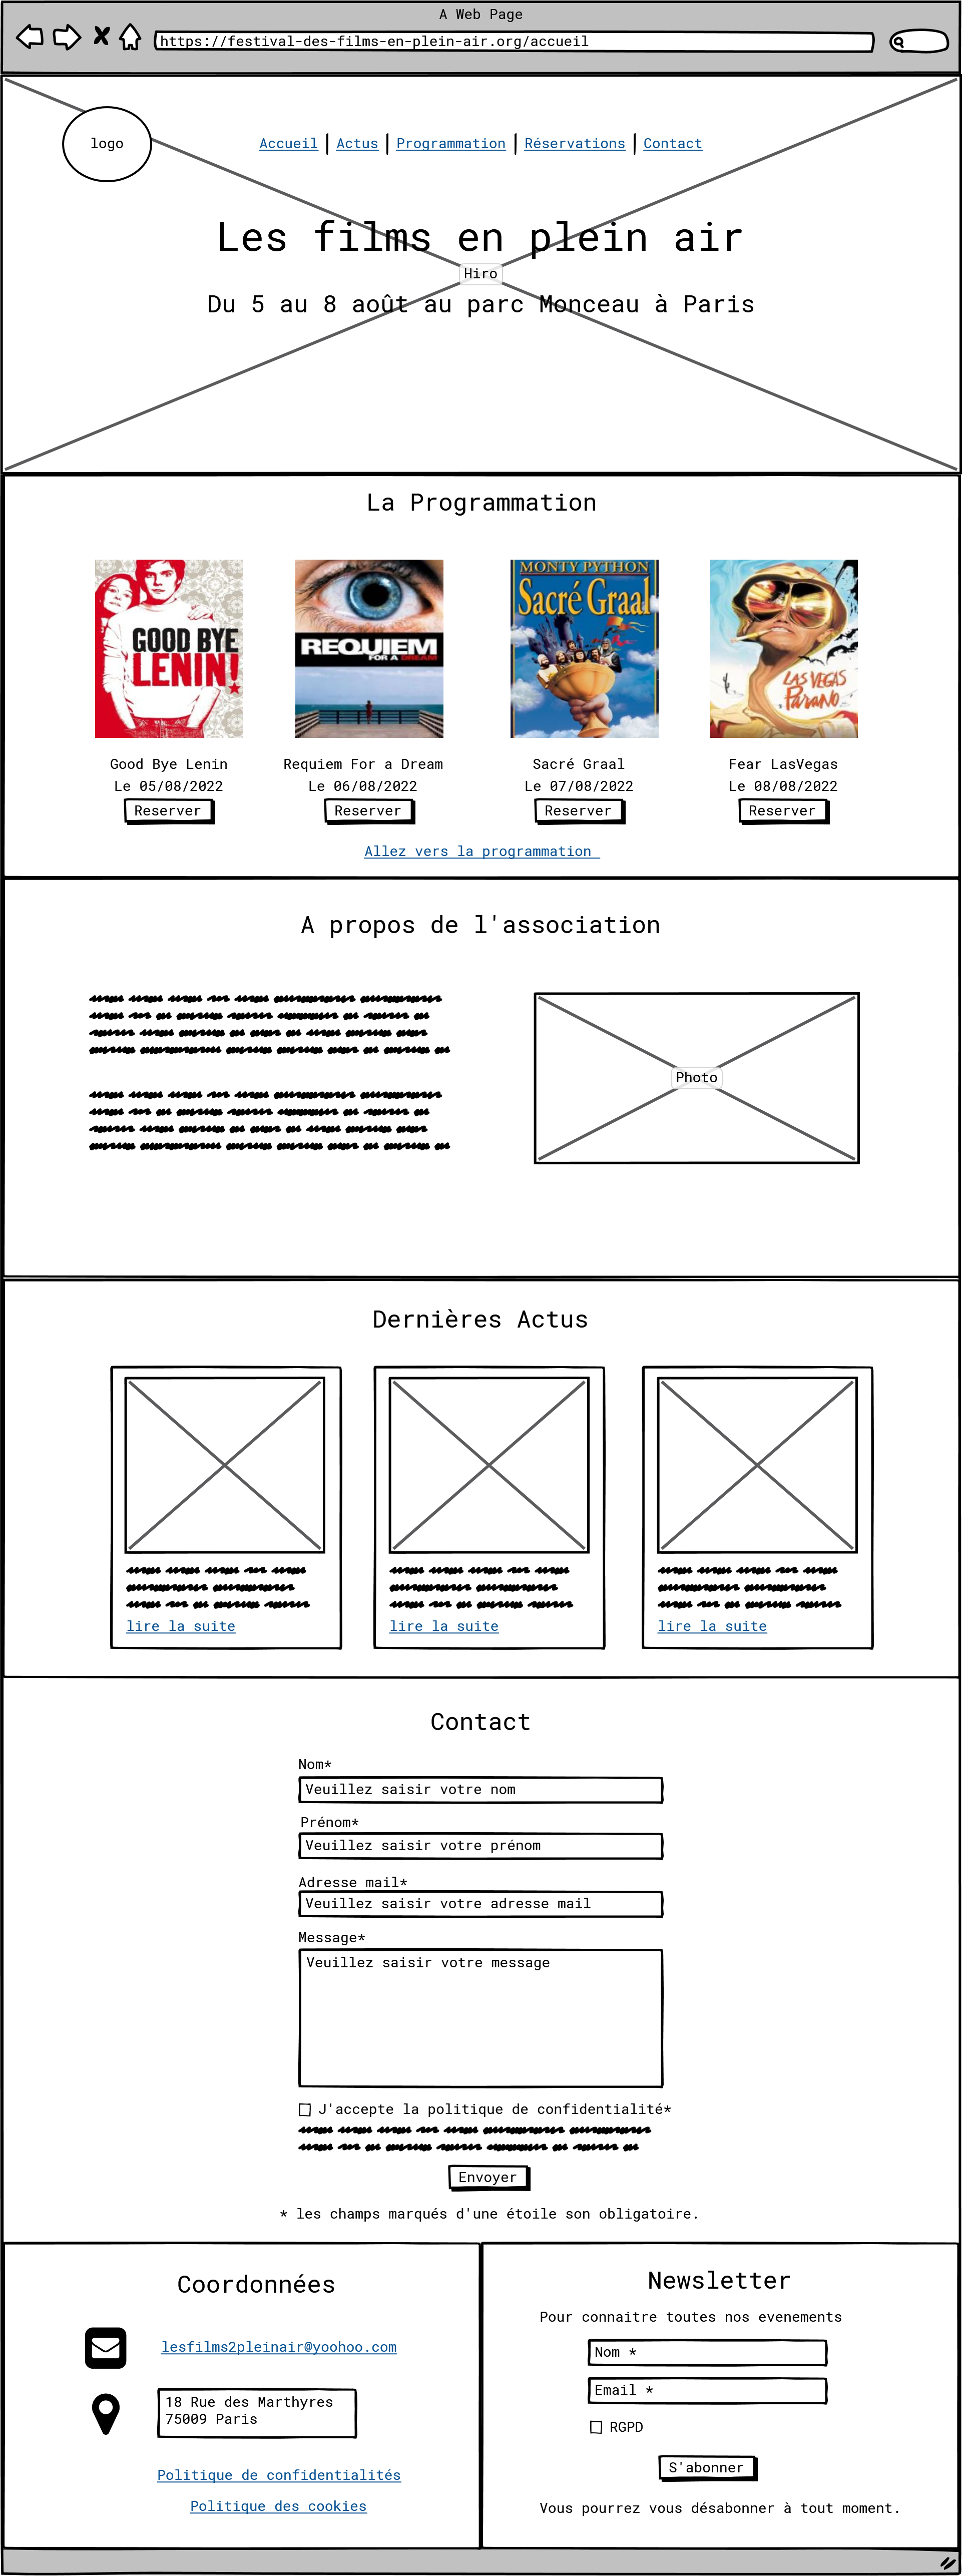 A Web Page
https://festival-des-films-en-plein-air.org/accueil
logo
Accueil | Actus | Programmation | Réservations | Contact
Les films en plein air
Hiro
Du 5 au 8 août au parc Monceau à Paris
La Programmation
GOOD BYE
LENIN!
REQUIEM
FOR A DREAM
MONTY PYTHON
Sacré Graal
LAS VEGAS
Parano
Good Bye Lenin
Requiem For a Dream
Sacré Graal
Fear LasVegas
Le 05/08/2022
Le 06/08/2022
Le 07/08/2022
Le 08/08/2022
Reserver
Reserver
Reserver
Reserver
Allez vers la programmation
A propos de l'association
Photo
Dernières Actus
lire la suite
lire la suite
lire la suite
Contact
Nom*
Veuillez saisir votre nom
Prénom*
Veuillez saisir votre prénom
Adresse mail*
Veuillez saisir votre adresse mail
Message*
Veuillez saisir votre message
J'accepte la politique de confidentialité*
Envoyer
* les champs marqués d'une étoile son obligatoire.
Coordonnées
lesfilms2pleinair@yoohoo.com
18 Rue des Marthyres
75009 Paris
Politique de confidentialités
Politique des cookies
Newsletter
Pour connaitre toutes nos evenements
Nom *
Email *
RGPD
S'abonner
Vous pourrez vous désabonner à tout moment.